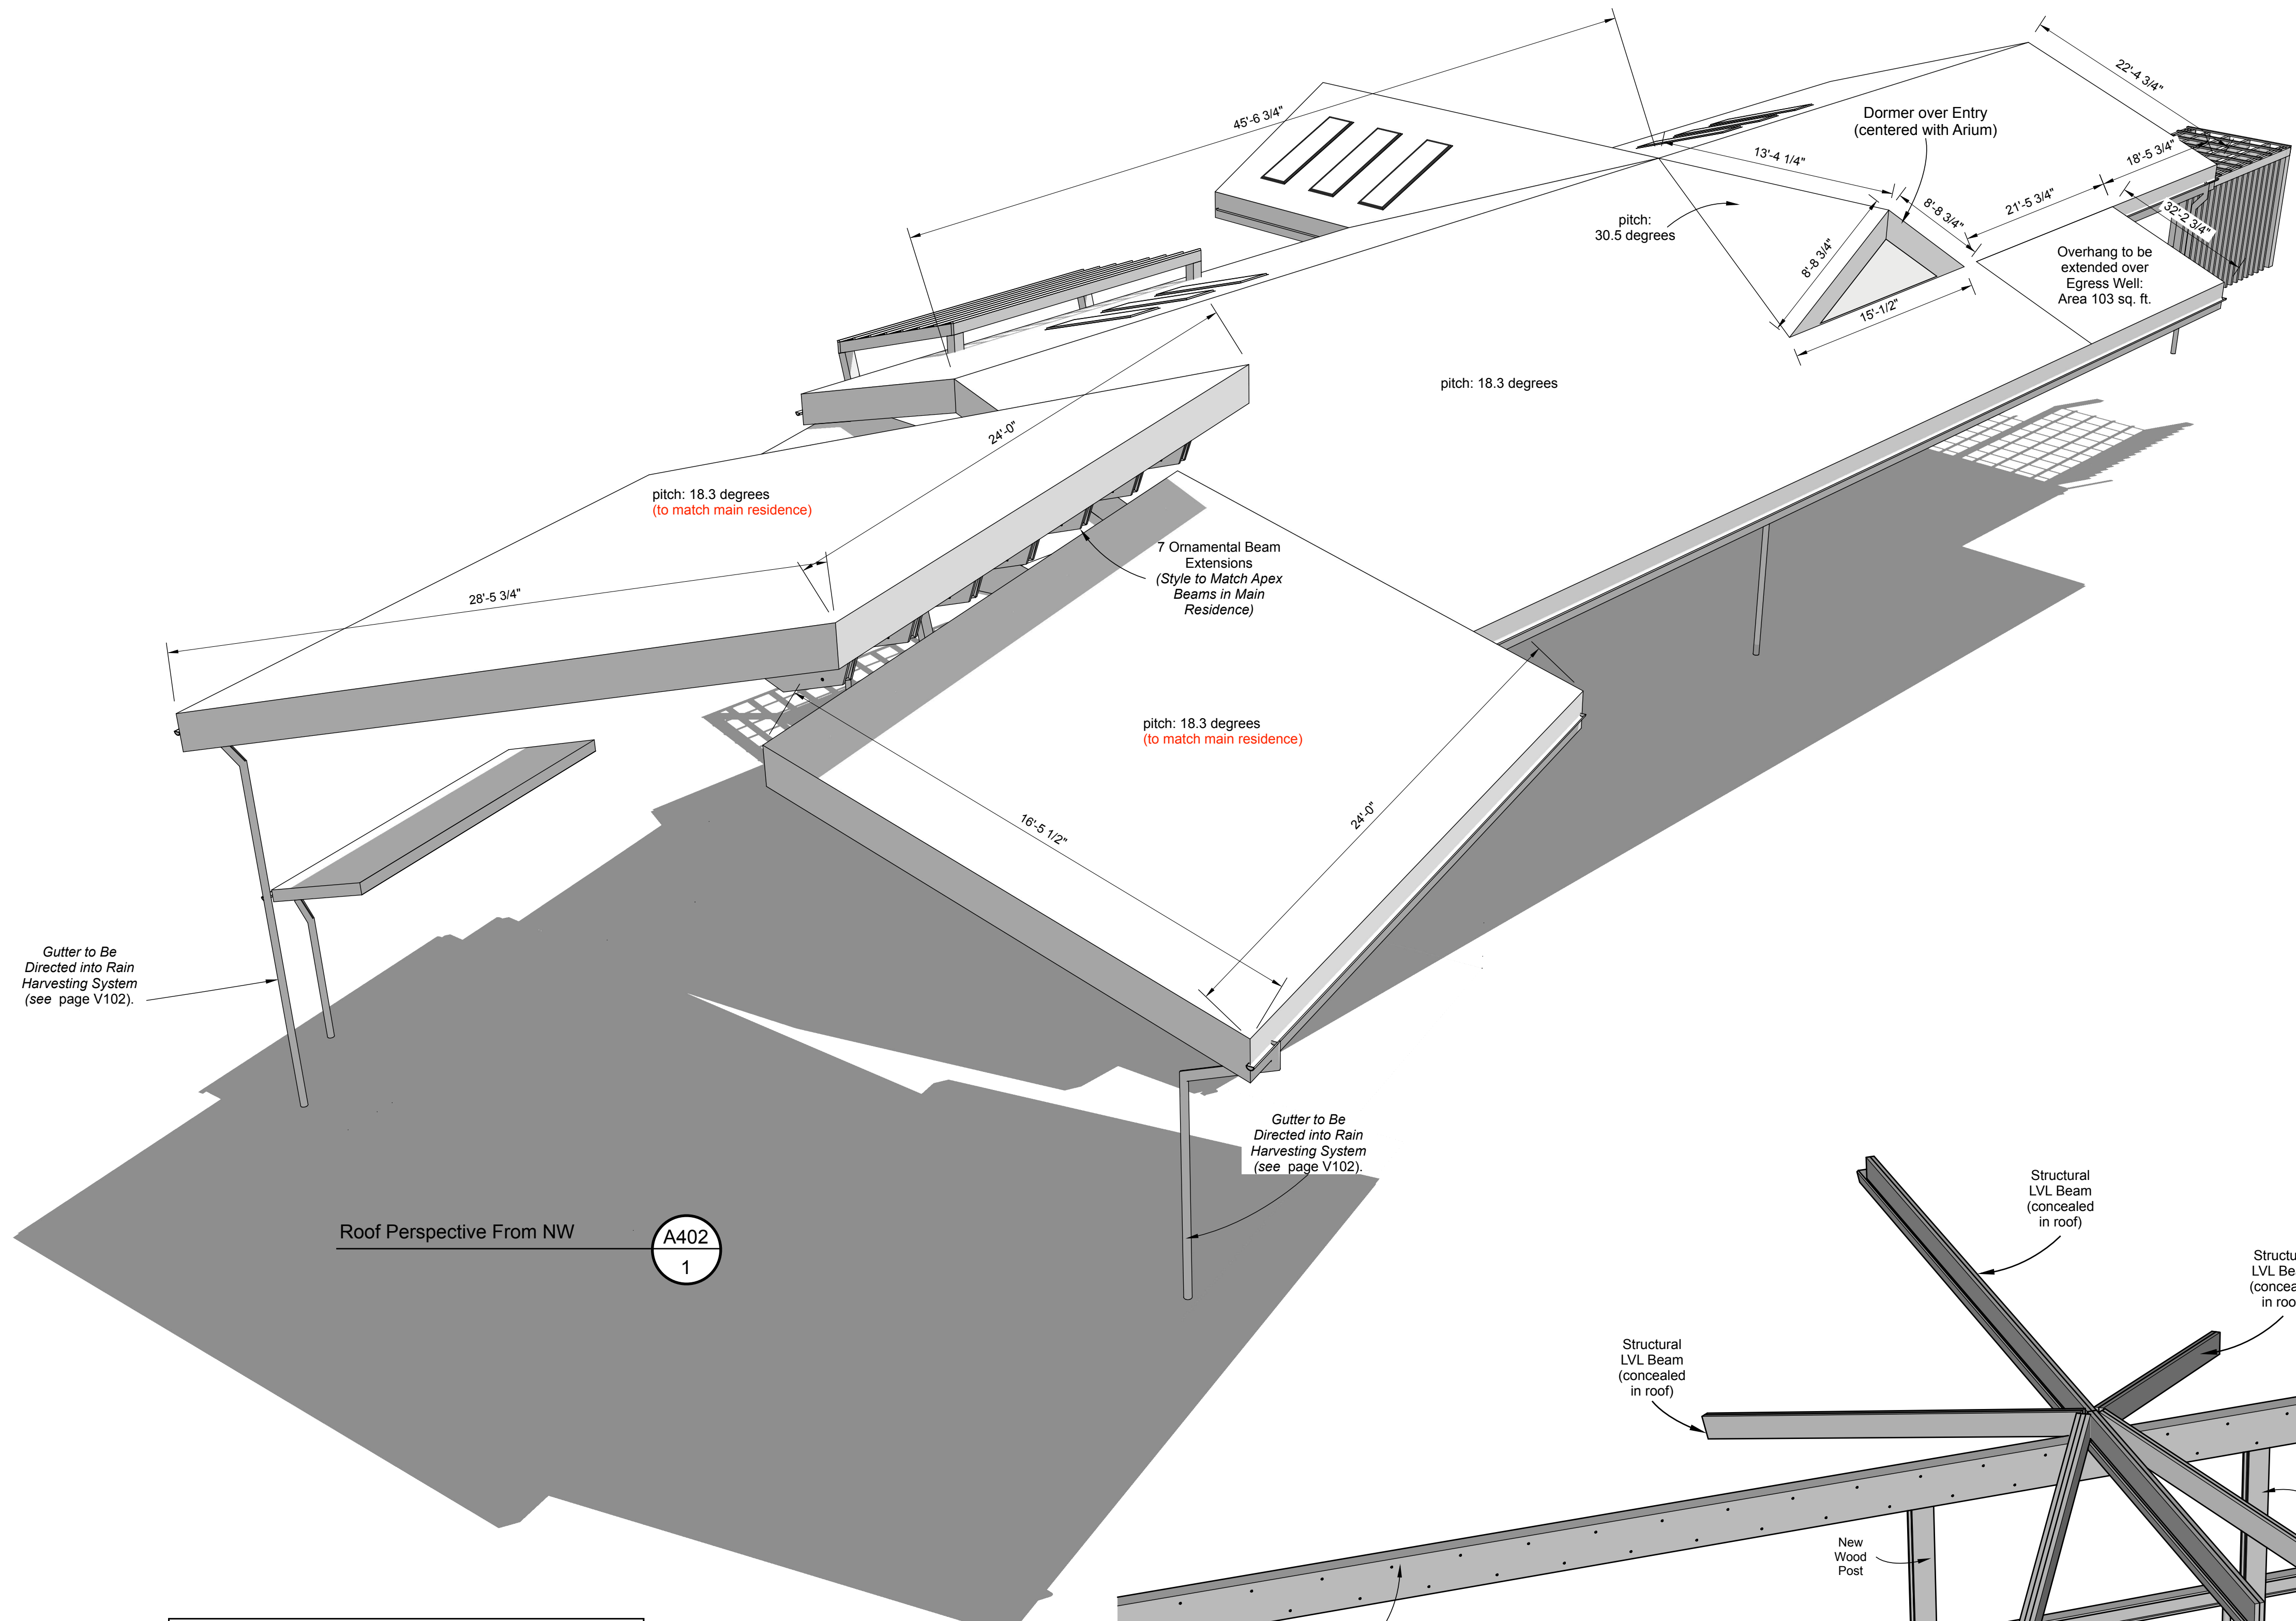 45'-6 3/4"
22'-4 3/4"
Dormer over Entry
(centered with Arium)
13'-4 1/4"
18'-5 3/4"
21'-5 3/4"
8'-8 3/4"
32'-2 3/4"
pitch:
30.5 degrees
8'-8 3/4"
15'-1/2"
Overhang to be
extended over
Egress Well:
Area 103 sq. ft.
pitch: 18.3 degrees
24'-0"
pitch: 18.3 degrees
(to match main residence)
7 Ornamental Beam
Extensions
(Style to Match Apex
Beams in Main
Residence)
28'-5 3/4"
pitch: 18.3 degrees
(to match main residence)
16'-5 1/2"
24'-0"
Gutter to Be
Directed into Rain
Harvesting System
(see page V102).
Gutter to Be
Directed into Rain
Harvesting System
(see page V102).
Roof Perspective From NW
A402
1
Structural
LVL Beam
(concealed
in roof)
Structu
LVL Be
(concea
in roo
Structural
LVL Beam
(concealed
in roof)
New
Wood
Post